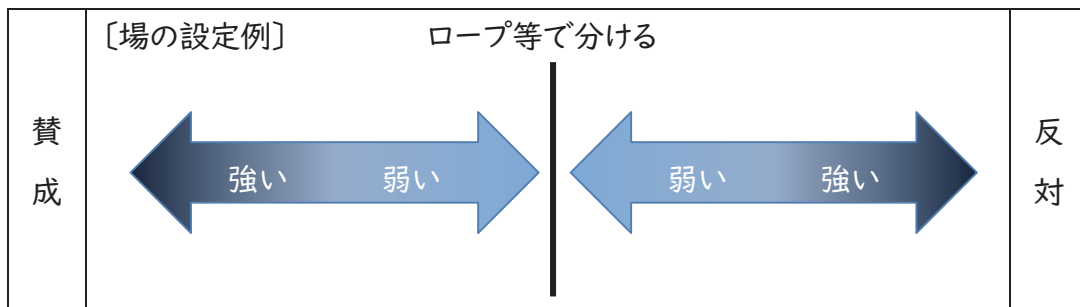 〔場の設定例〕 ロープ等で分ける
賛成
強い 弱い 弱い 強い
反対